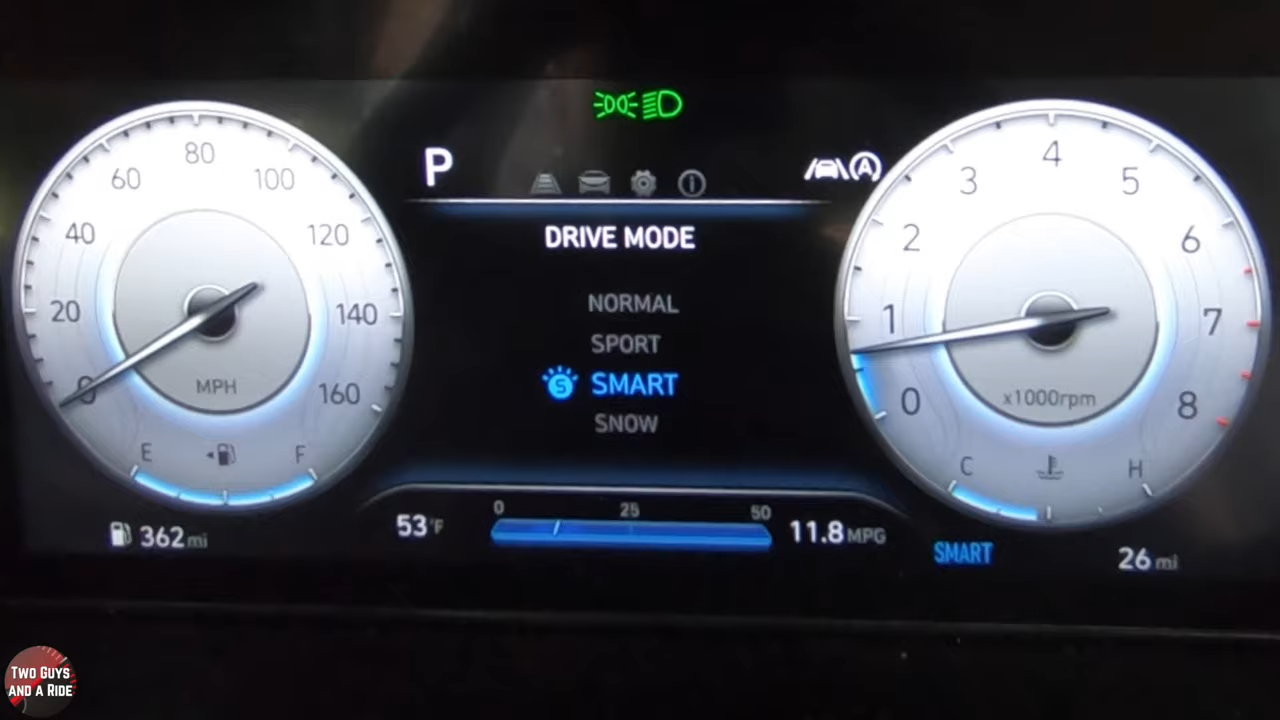 P
A
DRIVE MODE
NORMAL
SPORT
S SMART
SNOW
0 20 40 60 80 100 120 140 160
MPH
E F
0 1 2 3 4 5 6 7 8
x1000rpm
C H
0 25 50
53°F
11.8 MPG
362 mi
SMART
26 mi
TWO GUYS
AND A RIDE